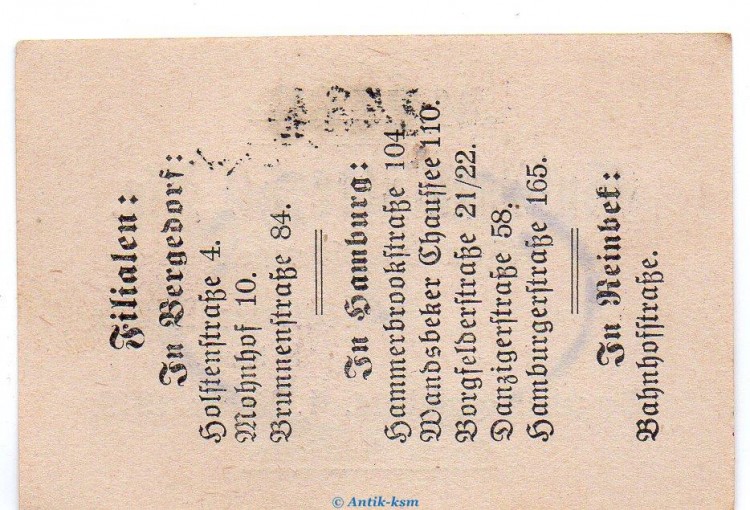 Filialen:
In Bergedorf:
Holstenstraße 4.
Mohnhof 10.
Brunnenstraße 84.
In Hamburg:
Hammerbrookstraße 104.
Wandsbeker Chaussee 110.
Borgfelderstraße 21/22.
Danzigerstraße 58.
Hamburgerstraße 165.
In Reinbek:
Bahnhofstraße.
© Antik-ksm